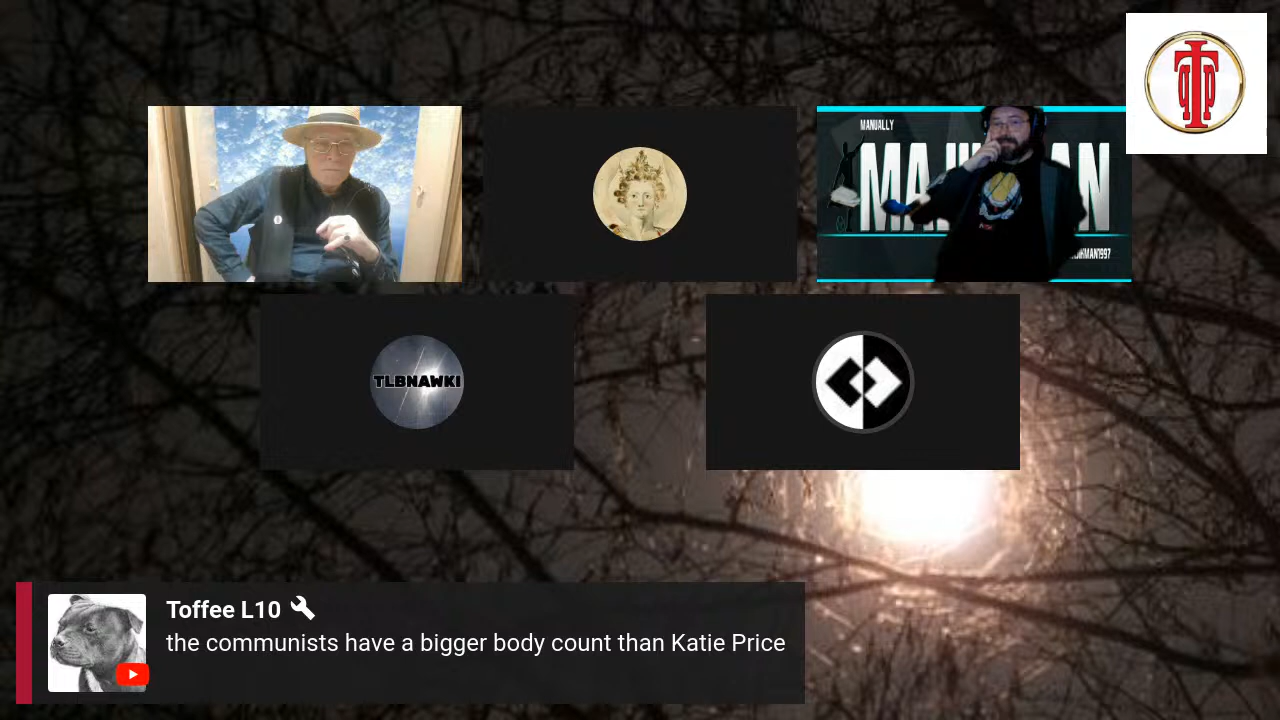 MANUALLY
TLBNAWKI
Toffee L10
the communists have a bigger body count than Katie Price